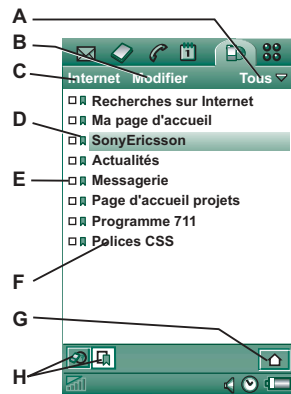 A
B
C
Internet Modifier Tous
Recherches sur Internet
Ma page d'accueil
D
SonyEricsson
Actualités
E
Messagerie
Page d'accueil projets
Programme 711
Polices CSS
F
G
H
1